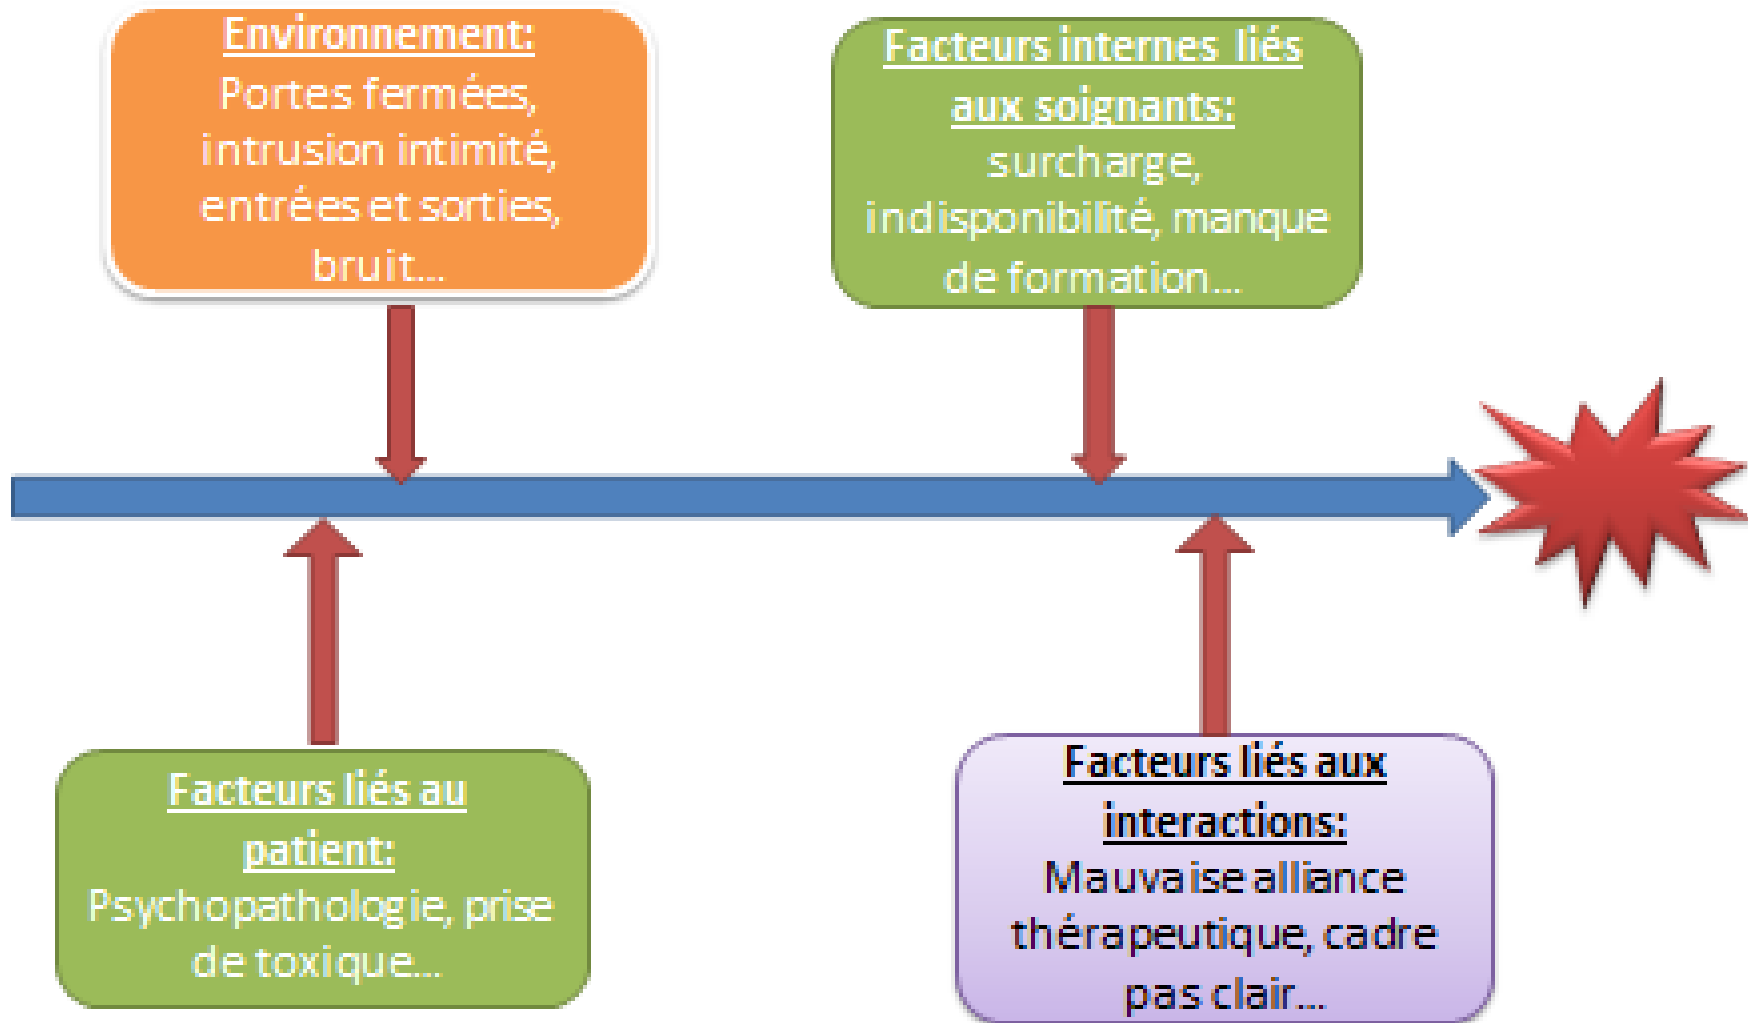 Environnement:
Portes fermées,
intrusion intimité,
entrées et sorties,
bruit...
Facteurs internes liés
aux soignants:
surcharge,
indisponibilité, manque
de formation...
Facteurs liés au
patient:
Psychopathologie, prise
de toxique...
Facteurs liés aux
interactions:
Mauvaise alliance
thérapeutique, cadre
pas clair...